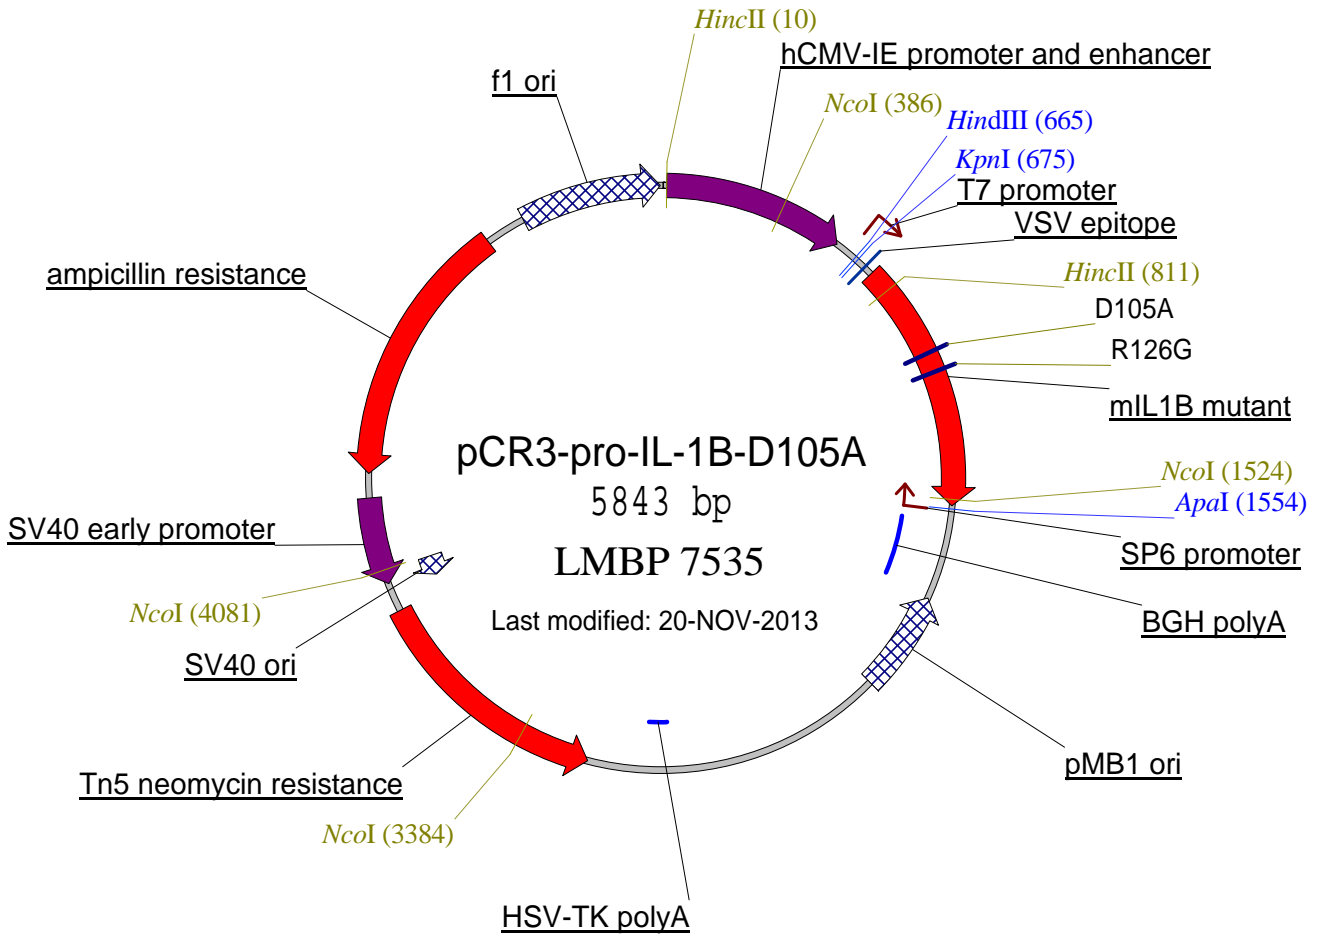 HincII (10)
hCMV-IE promoter and enhancer
f1 ori
NcoI (386)
HindIII (665)
KpnI (675)
T7 promoter
VSV epitope
ampicillin resistance
HincII (811)
D105A
R126G
mIL1B mutant
pCR3-pro-IL-1B-D105A
5843 bp
LMBP 7535
Last modified: 20-NOV-2013
NcoI (1524)
ApaI (1554)
SV40 early promoter
SP6 promoter
NcoI (4081)
BGH polyA
SV40 ori
pMB1 ori
Tn5 neomycin resistance
NcoI (3384)
HSV-TK polyA